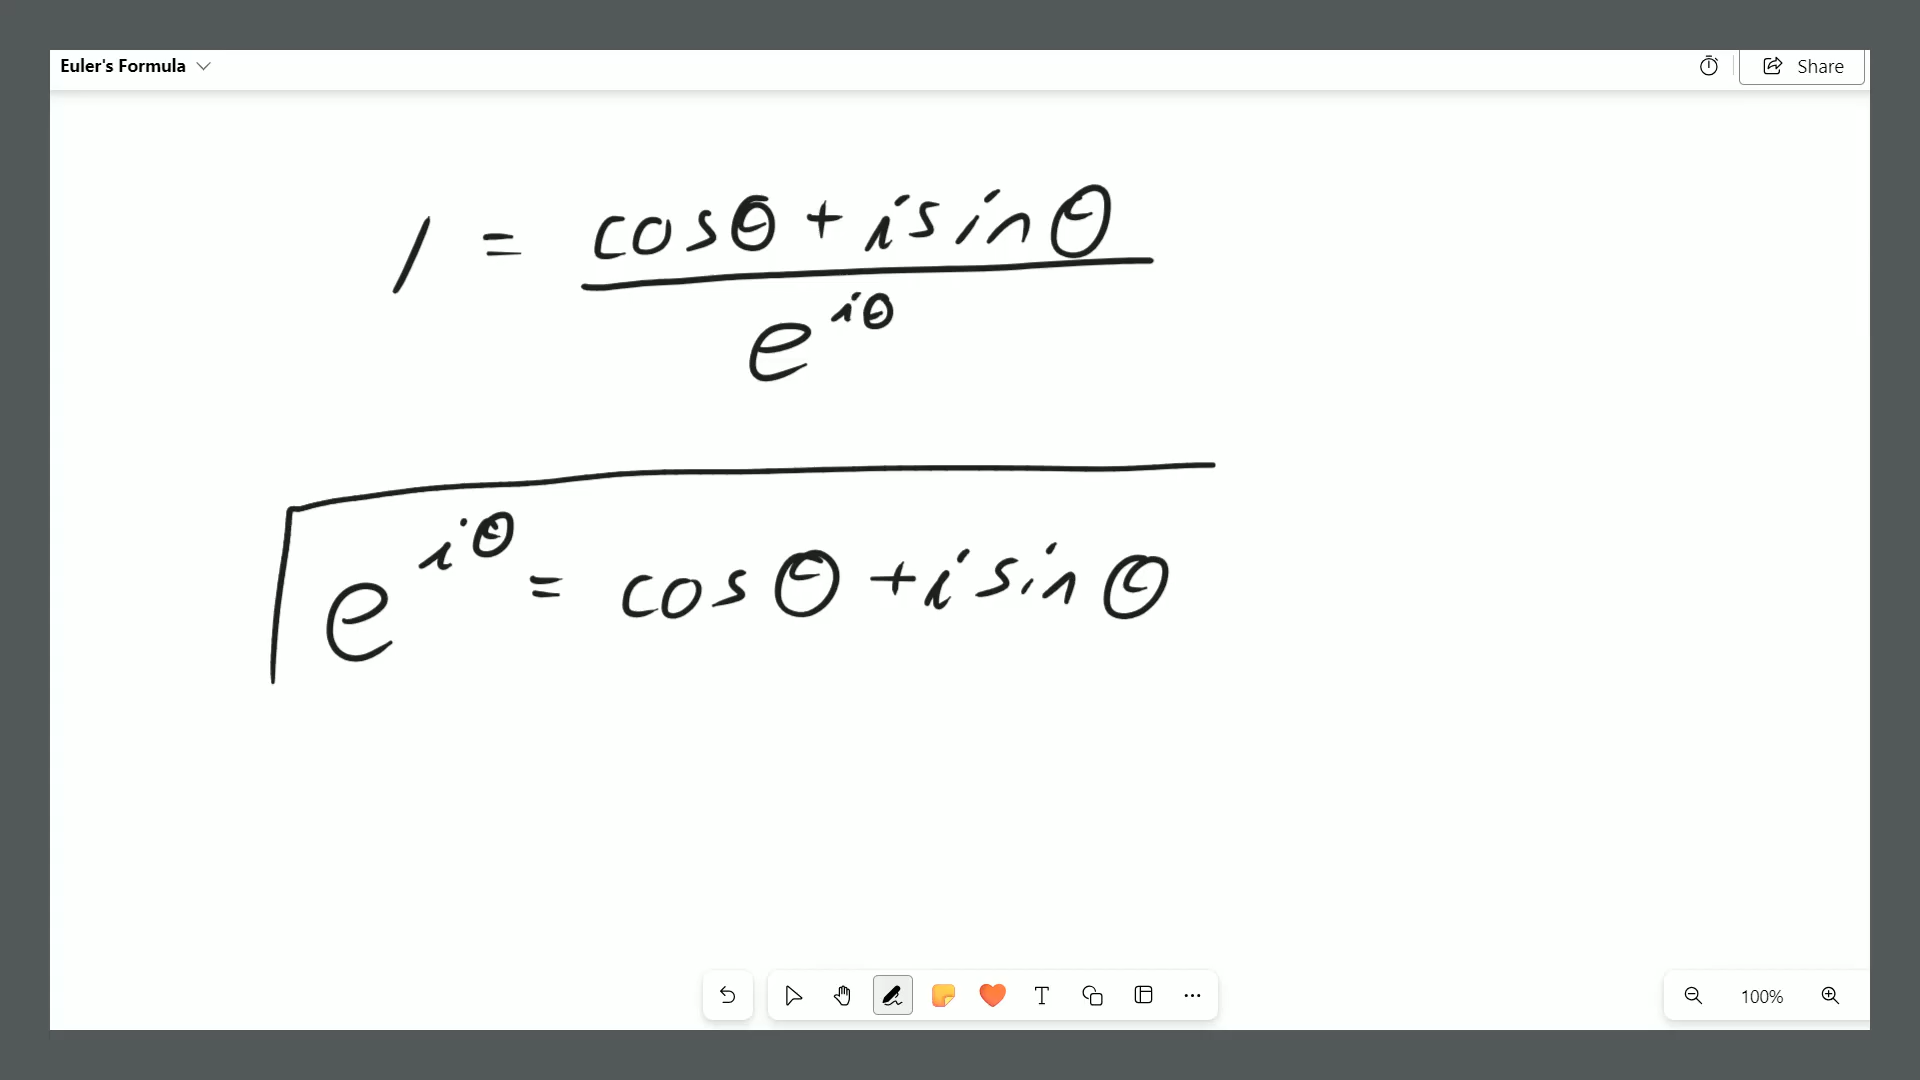 Euler's Formula
Share
1 = cosθ + i sinθ
e^{iθ}
e^{iθ} = cosθ + i sinθ
T
100%